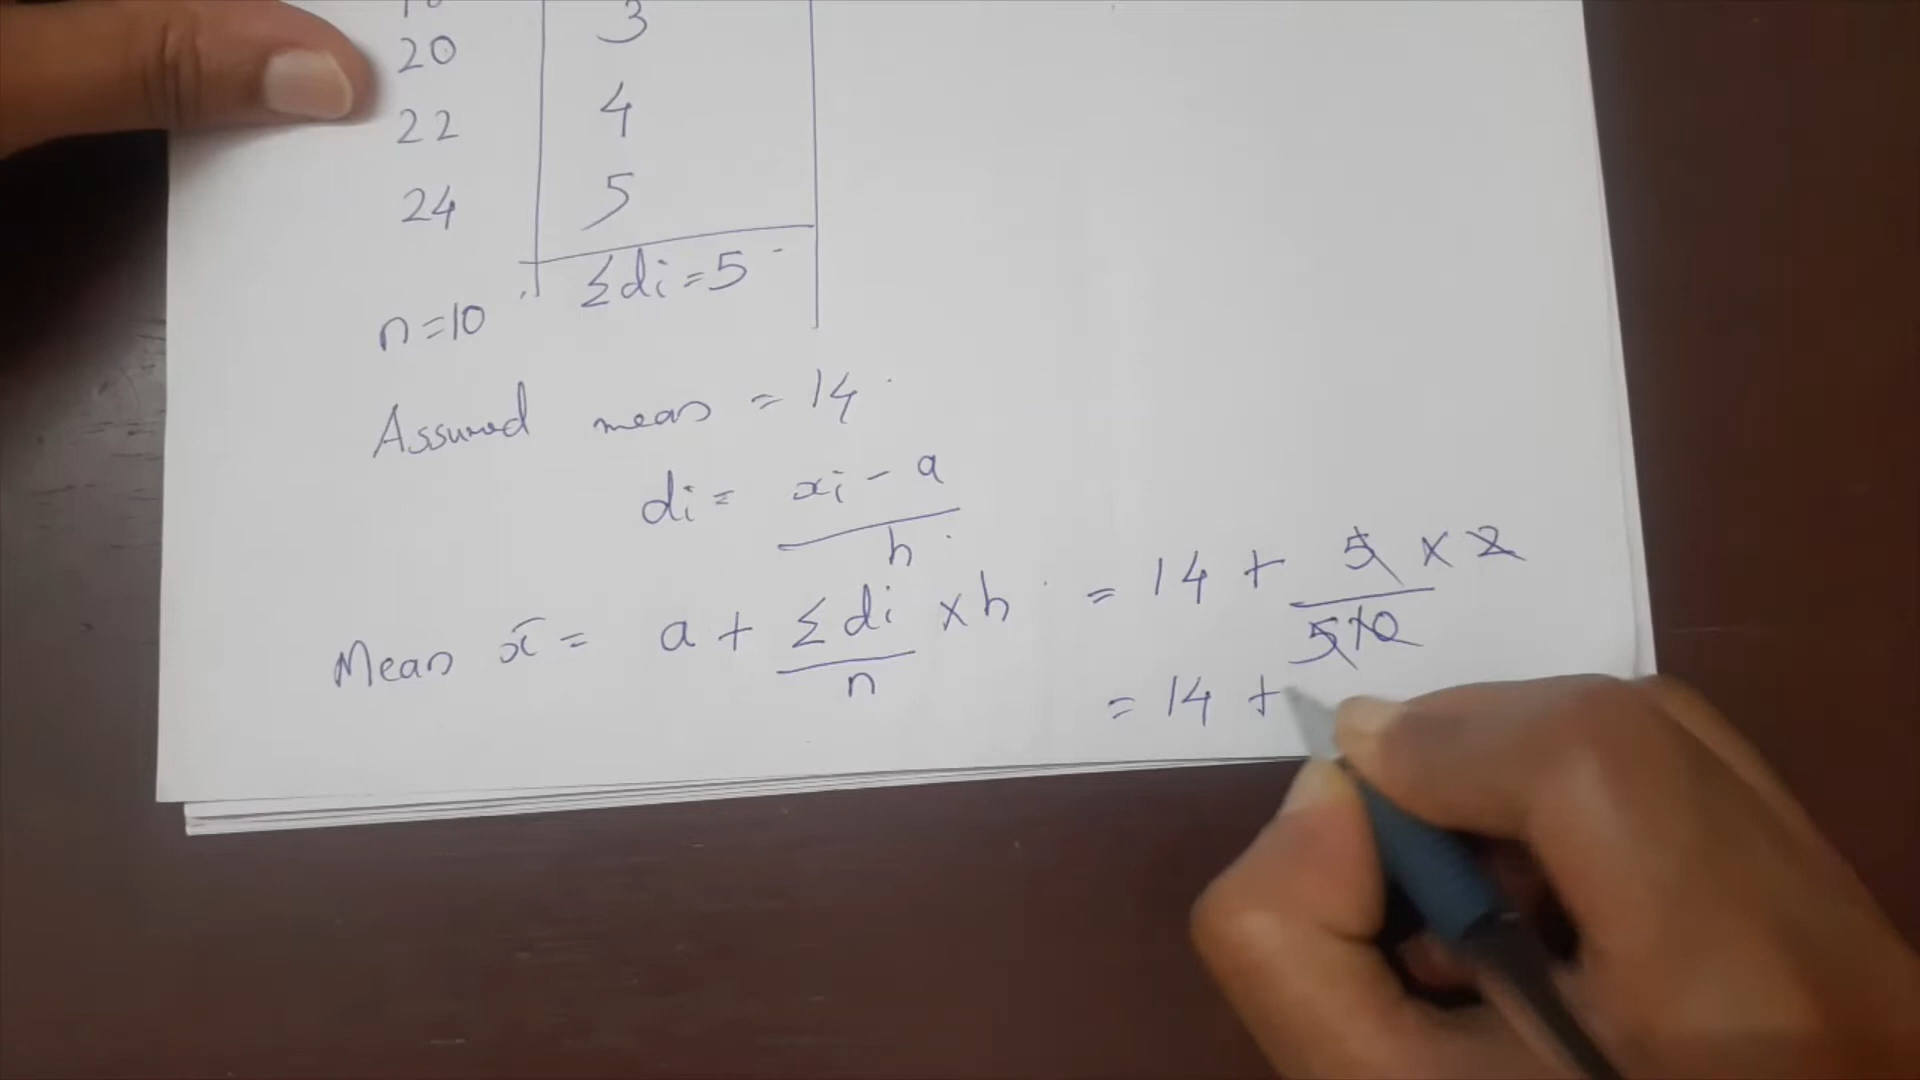 3
20
22 4
24 5
n=10 Σdi=5
Assumed mean = 14
di = xi - a
h
Mean x̄ = a + Σdi × h = 14 + 5 × 2
n 5 10
= 14 +